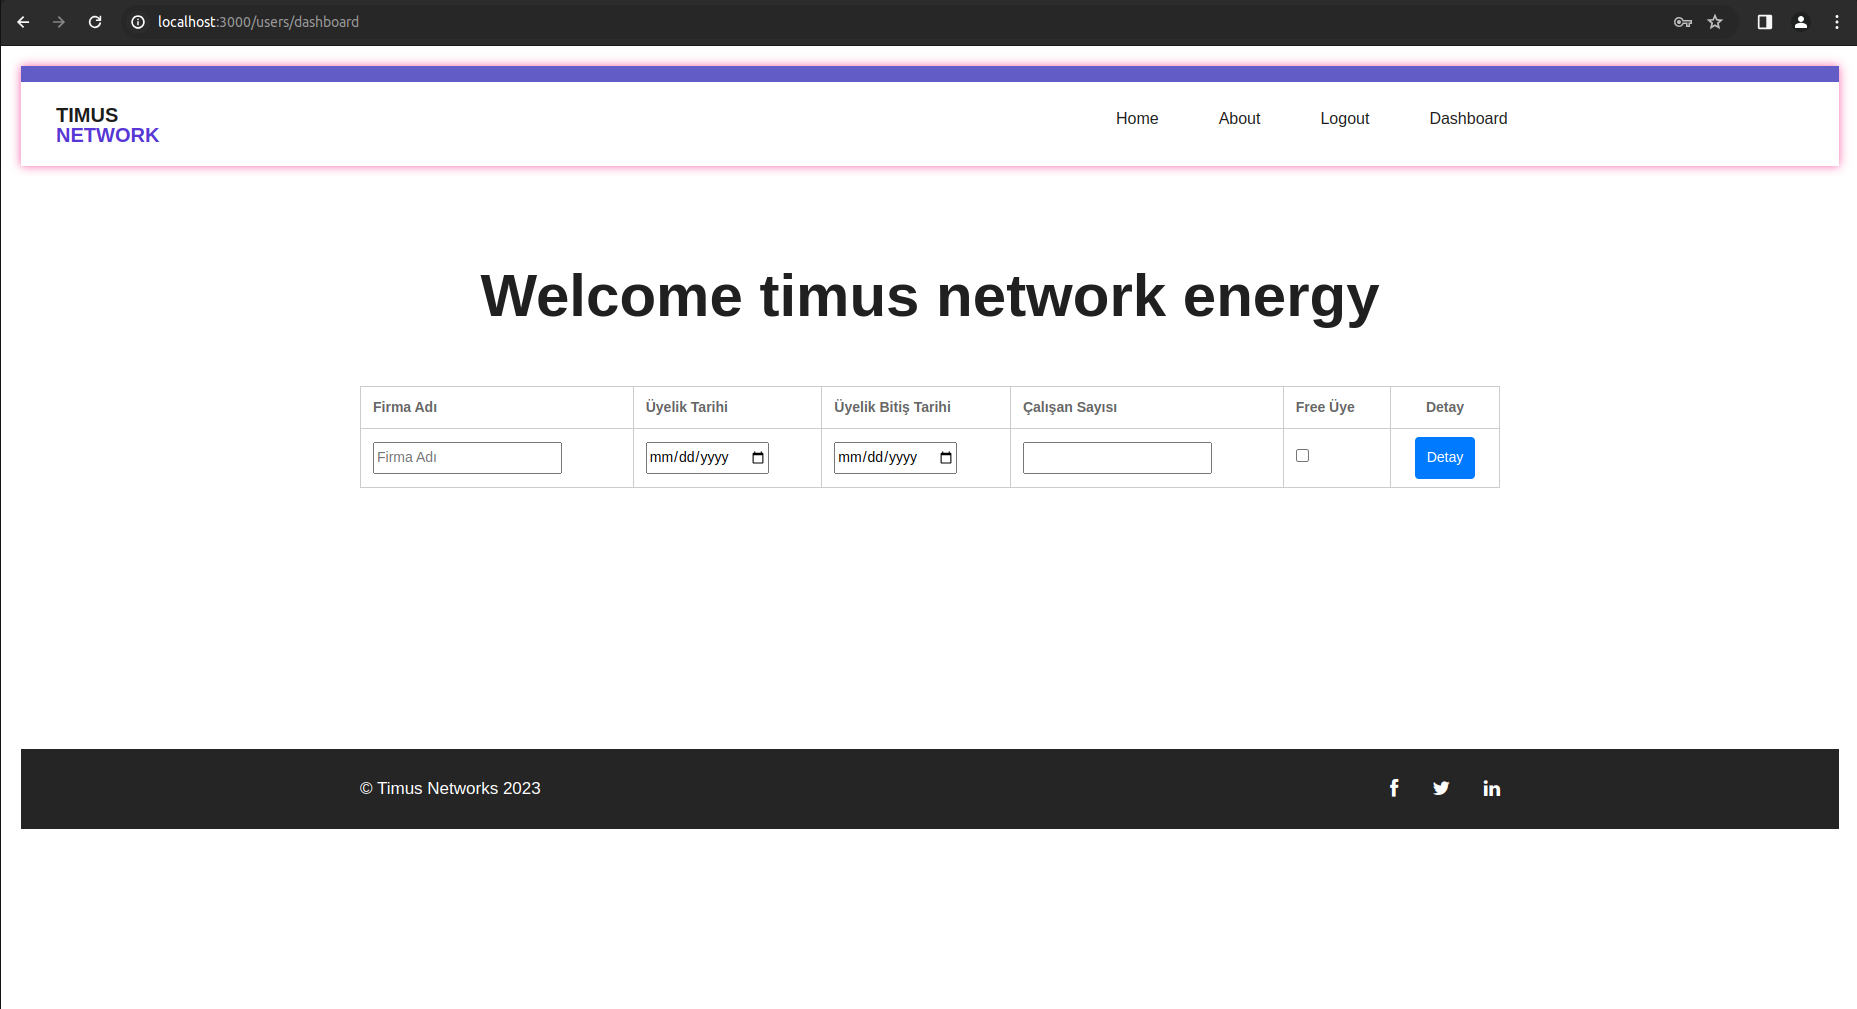 localhost:3000/users/dashboard
TIMUS
NETWORK
Home About Logout Dashboard
Welcome timus network energy
Firma Adı Üyelik Tarihi Üyelik Bitiş Tarihi Çalışan Sayısı Free Üye Detay
Firma Adı mm/dd/yyyy mm/dd/yyyy Detay
© Timus Networks 2023